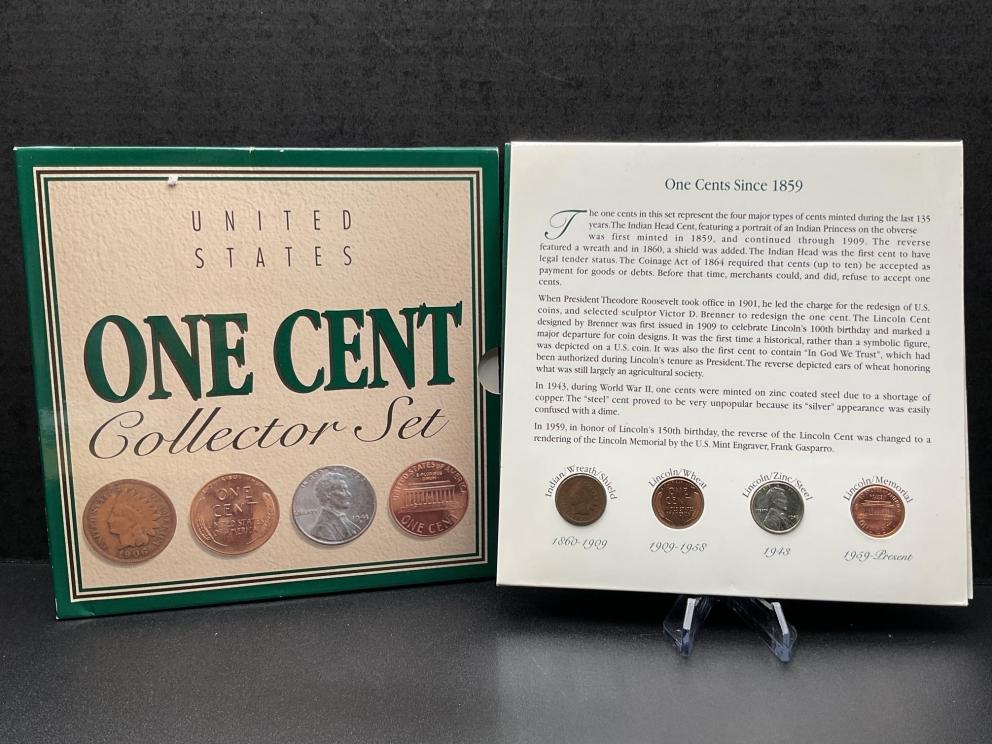 UNITED
STATES
ONE CENT
Collector Set
1906
ONE
CENT
UNITED STATES
OF AMERICA
LIBERTY
1943
UNITED STATES OF AMERICA
E·PLURIBUS
UNUM
ONE CENT
One Cents Since 1859
The one cents in this set represent the four major types of cents minted during the last 135
years. The Indian Head Cent, featuring a portrait of an Indian Princess on the obverse
was first minted in 1859, and continued through 1909. The reverse
featured a wreath and in 1860, a shield was added. The Indian Head was the first cent to have
legal tender status. The Coinage Act of 1864 required that cents (up to ten) be accepted as
payment for goods or debts. Before that time, merchants could, and did, refuse to accept one
cents.
When President Theodore Roosevelt took office in 1901, he led the charge for the redesign of U.S.
coins, and selected sculptor Victor D. Brenner to redesign the one cent. The Lincoln Cent
designed by Brenner was first issued in 1909 to celebrate Lincoln's 100th birthday and marked a
major departure for coin designs. It was the first time a historical, rather than a symbolic figure,
was depicted on a U.S. coin. It was also the first cent to contain "In God We Trust", which had
been authorized during Lincoln's tenure as President. The reverse depicted ears of wheat honoring
what was still largely an agricultural society.
In 1943, during World War II, one cents were minted on zinc coated steel due to a shortage of
copper. The "steel" cent proved to be very unpopular because its "silver" appearance was easily
confused with a dime.
In 1959, in honor of Lincoln's 150th birthday, the reverse of the Lincoln Cent was changed to a
rendering of the Lincoln Memorial by the U.S. Mint Engraver, Frank Gasparro.
Indian/Wreath/Shield
Lincoln/Wheat
Lincoln/Zinc/Steel
Lincoln/Memorial
ONE
CENT
1860-1909
1909-1958
1943
1959-Present